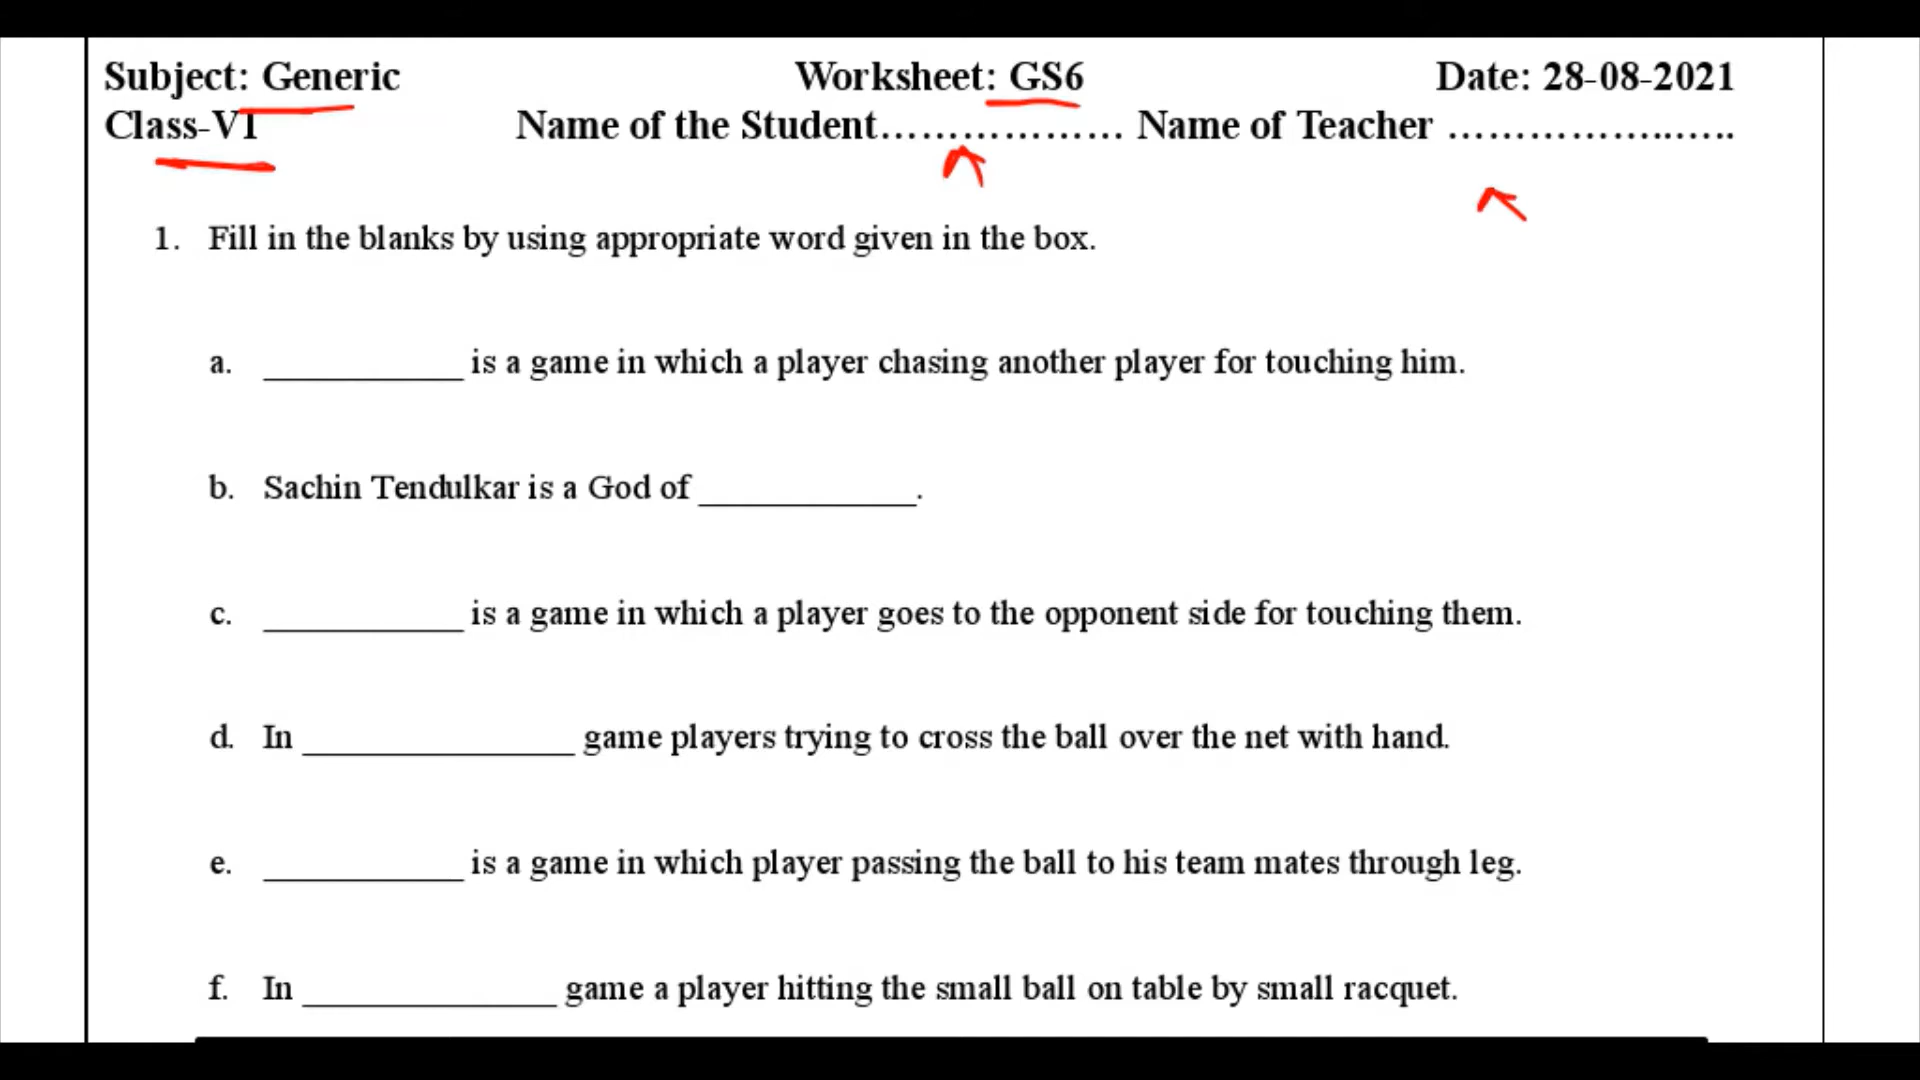 Subject: Generic Worksheet: GS6 Date: 28-08-2021
Class-VI Name of the Student……………… Name of Teacher ……………..…..
1. Fill in the blanks by using appropriate word given in the box.
a. ___________ is a game in which a player chasing another player for touching him.
b. Sachin Tendulkar is a God of ____________.
c. ___________ is a game in which a player goes to the opponent side for touching them.
d. In _______________ game players trying to cross the ball over the net with hand.
e. ___________ is a game in which player passing the ball to his team mates through leg.
f. In ______________ game a player hitting the small ball on table by small racquet.